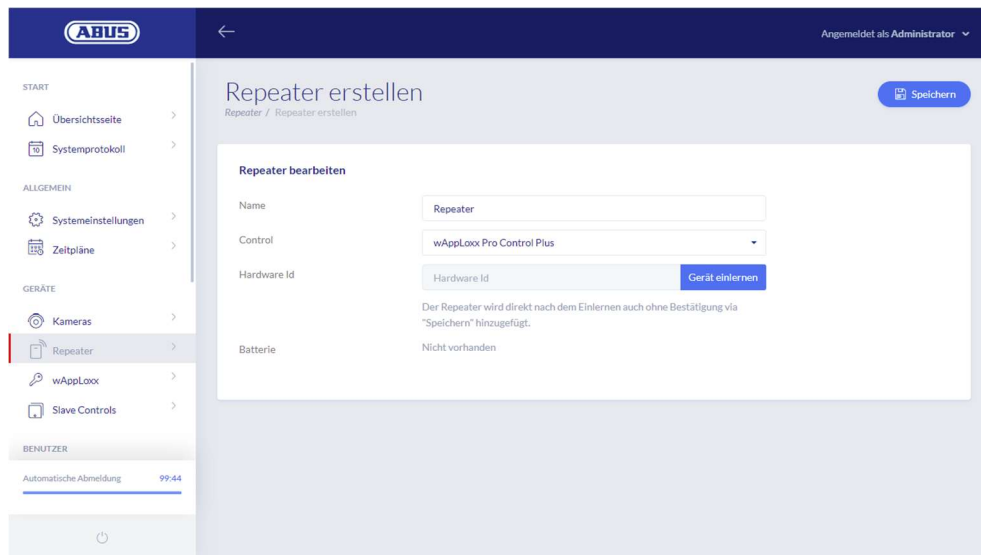 ABUS
Angemeldet als Administrator
START
Übersichtsseite
10
Systemprotokoll
ALLGEMEIN
Systemeinstellungen
Zeitpläne
GERÄTE
Kameras
Repeater
wAppLoxx
Slave Controls
BENUTZER
Automatische Abmeldung 99:44
Repeater erstellen
Repeater / Repeater erstellen
Speichern
Repeater bearbeiten
Name Repeater
Control wAppLoxx Pro Control Plus
Hardware Id Hardware Id Gerät einlernen
Der Repeater wird direkt nach dem Einlernen auch ohne Bestätigung via
"Speichern" hinzugefügt.
Batterie Nicht vorhanden